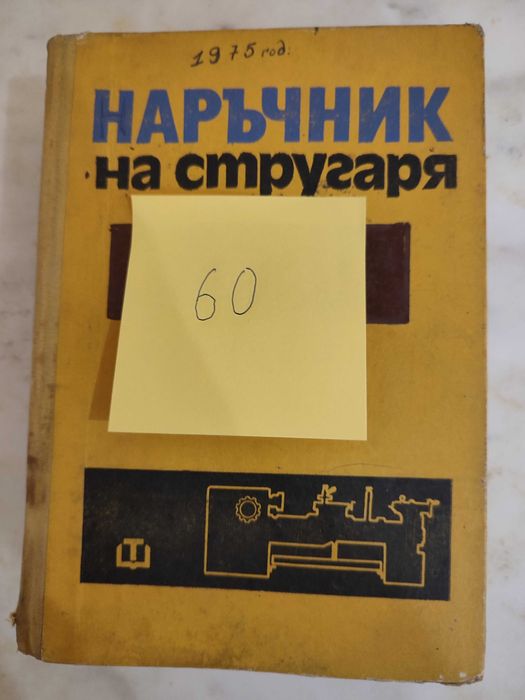 1975 год.
НАРЪЧНИК
на стругаря
60
Т